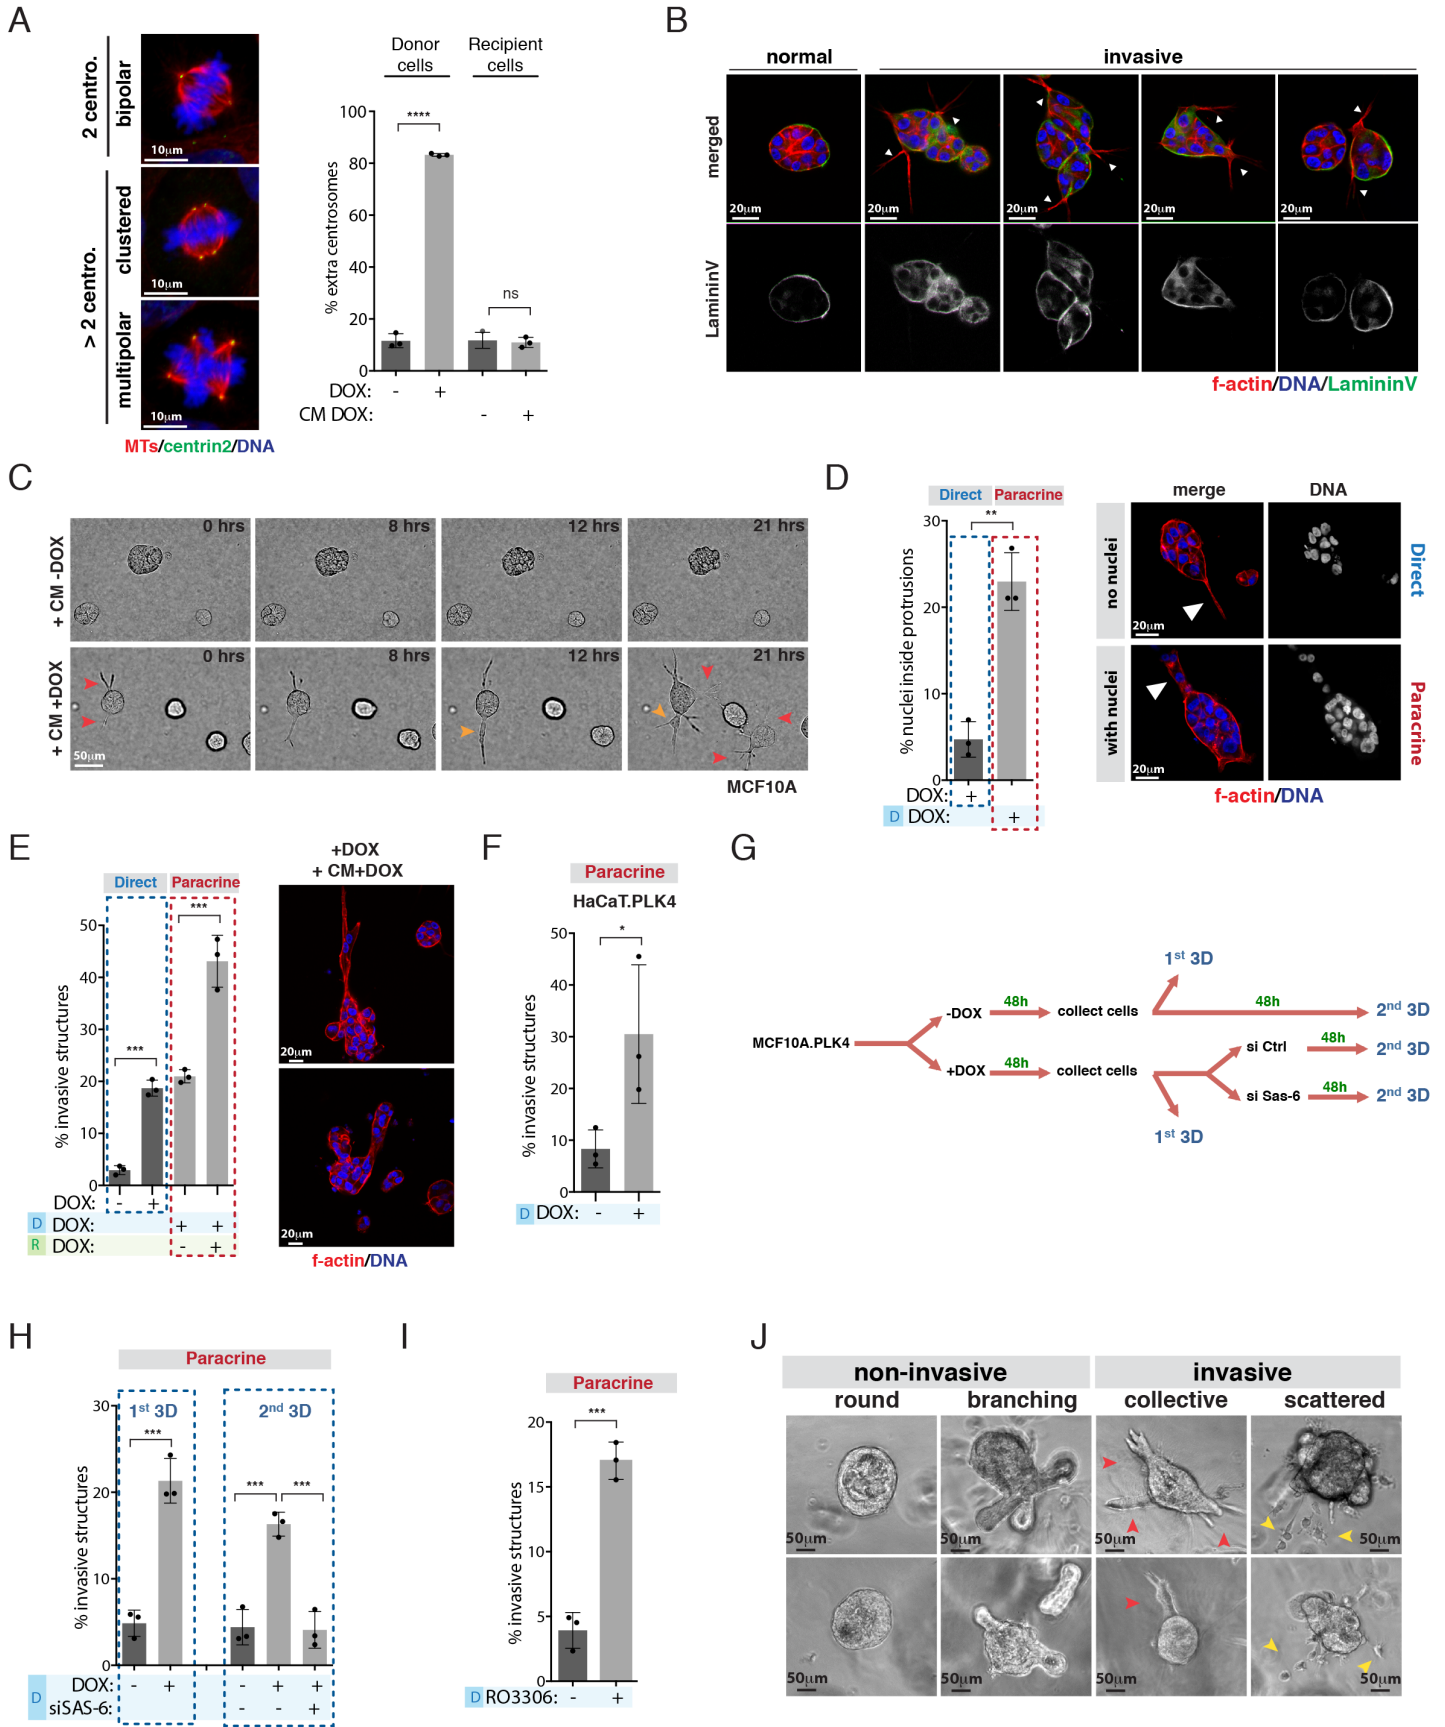 A
2 centro.
bipolar
> 2 centro.
clustered
multipolar
10µm
10µm
10µm
MTs/centrin2/DNA
Donor cells
Recipient cells
% extra centrosomes
100
80
60
40
20
0
****
ns
DOX: - +
CM DOX: - +
B
normal
invasive
merged
LamininV
20µm
20µm
20µm
20µm
20µm
f-actin/DNA/LamininV
C
+ CM -DOX
0 hrs
8 hrs
12 hrs
21 hrs
+ CM +DOX
0 hrs
8 hrs
12 hrs
21 hrs
50µm
MCF10A
D
Direct
Paracrine
**
% nuclei inside protrusions
30
20
10
0
DOX: +
D DOX: +
merge
DNA
no nuclei
with nuclei
20µm
20µm
Direct
Paracrine
f-actin/DNA
E
Direct
Paracrine
***
***
% invasive structures
50
40
30
20
10
0
DOX: - +
D DOX: + +
R DOX: - +
+DOX
+ CM+DOX
20µm
20µm
f-actin/DNA
F
Paracrine
HaCaT.PLK4
*
% invasive structures
50
40
30
20
10
0
D DOX: - +
G
MCF10A.PLK4
-DOX
48h
collect cells
1st 3D
48h
2nd 3D
+DOX
48h
collect cells
1st 3D
si Ctrl
48h
2nd 3D
si Sas-6
48h
2nd 3D
H
Paracrine
1st 3D
2nd 3D
***
***
***
% invasive structures
30
20
10
0
D
DOX: - + - + +
siSAS-6: - - +
I
Paracrine
***
% invasive structures
20
15
10
5
0
D RO3306: - +
J
non-invasive
invasive
round
branching
collective
scattered
50µm
50µm
50µm
50µm
50µm
50µm
50µm
50µm